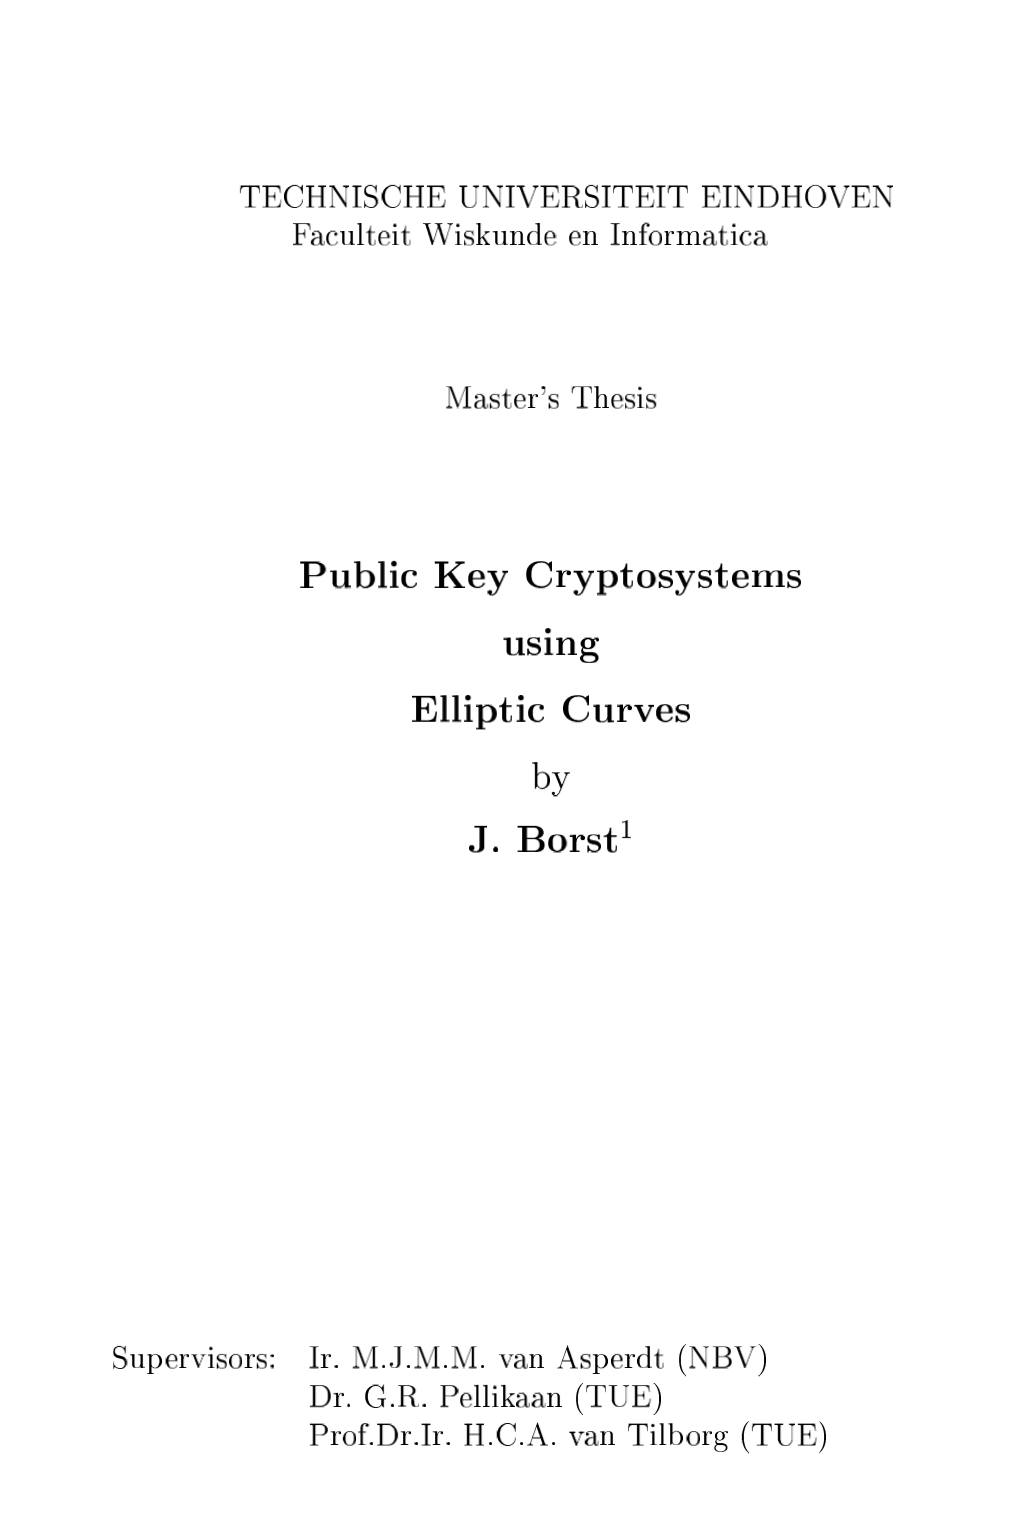 TECHNISCHE UNIVERSITEIT EINDHOVEN
Faculteit Wiskunde en Informatica
Master's Thesis
Public Key Cryptosystems
using
Elliptic Curves
by
J. Borst¹
Supervisors: Ir. M.J.M.M. van Asperdt (NBV)
Dr. G.R. Pellikaan (TUE)
Prof.Dr.Ir. H.C.A. van Tilborg (TUE)